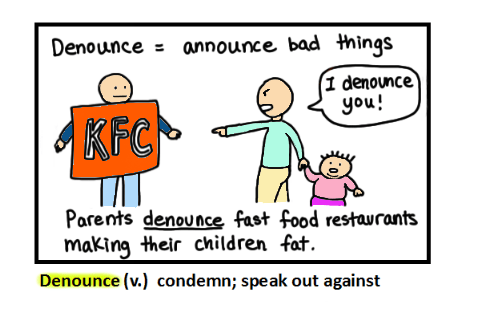 Denounce = announce bad things
I denounce
you!
KFC
Parents denounce fast food restaurants
making their children fat.
Denounce (v.) condemn; speak out against